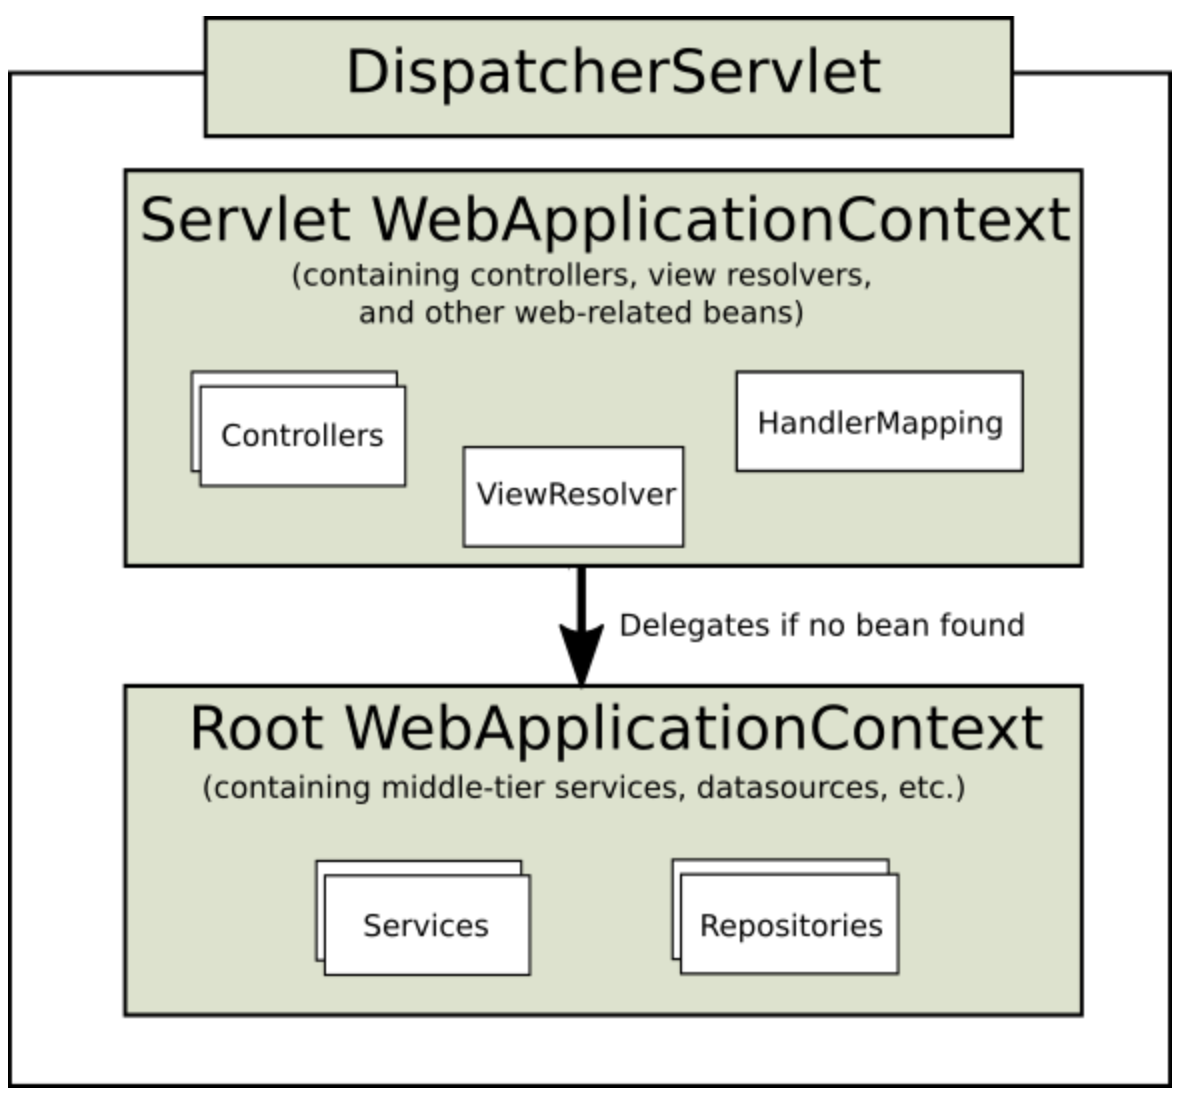 DispatcherServlet
Servlet WebApplicationContext
(containing controllers, view resolvers,
and other web-related beans)
Controllers
HandlerMapping
ViewResolver
Delegates if no bean found
Root WebApplicationContext
(containing middle-tier services, datasources, etc.)
Services
Repositories